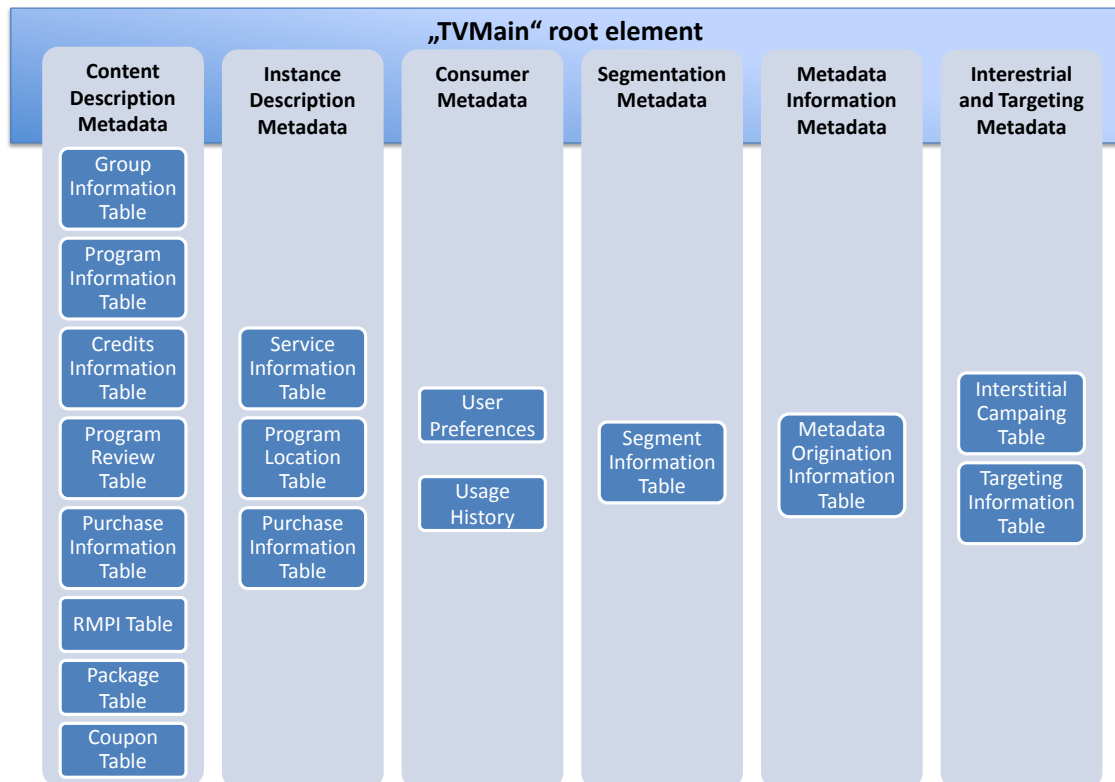 „TVMain“ root element
Content
Description
Metadata
Group
Information
Table
Program
Information
Table
Credits
Information
Table
Program
Review
Table
Purchase
Information
Table
RMPI Table
Package
Table
Coupon
Table
Instance
Description
Metadata
Service
Information
Table
Program
Location
Table
Purchase
Information
Table
Consumer
Metadata
User
Preferences
Usage
History
Segmentation
Metadata
Segment
Information
Table
Metadada
Information
Metadata
Metadada
Origination
Information
Table
Interestrial
and Targeting
Metadata
Interstitial
Campaing
Table
Targeting
Information
Table